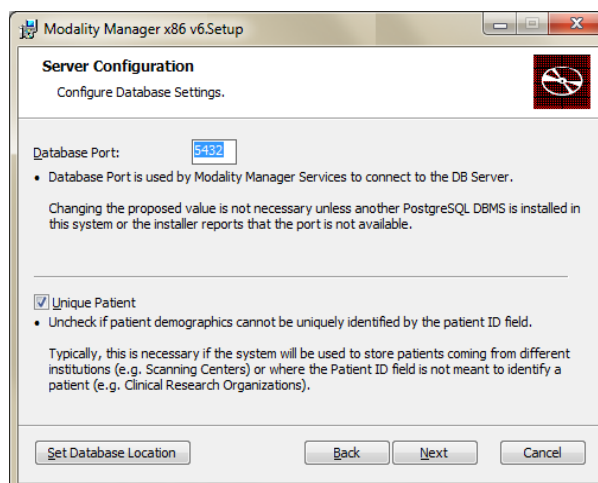 Modality Manager x86 v6.Setup
Server Configuration
Configure Database Settings.
Database Port:
5432
• Database Port is used by Modality Manager Services to connect to the DB Server.
Changing the proposed value is not necessary unless another PostgreSQL DBMS is installed in
this system or the installer reports that the port is not available.
Unique Patient
• Uncheck if patient demographics cannot be uniquely identified by the patient ID field.
Typically, this is necessary if the system will be used to store patients coming from different
institutions (e.g. Scanning Centers) or where the Patient ID field is not meant to identify a
patient (e.g. Clinical Research Organizations).
Set Database Location
Back
Next
Cancel